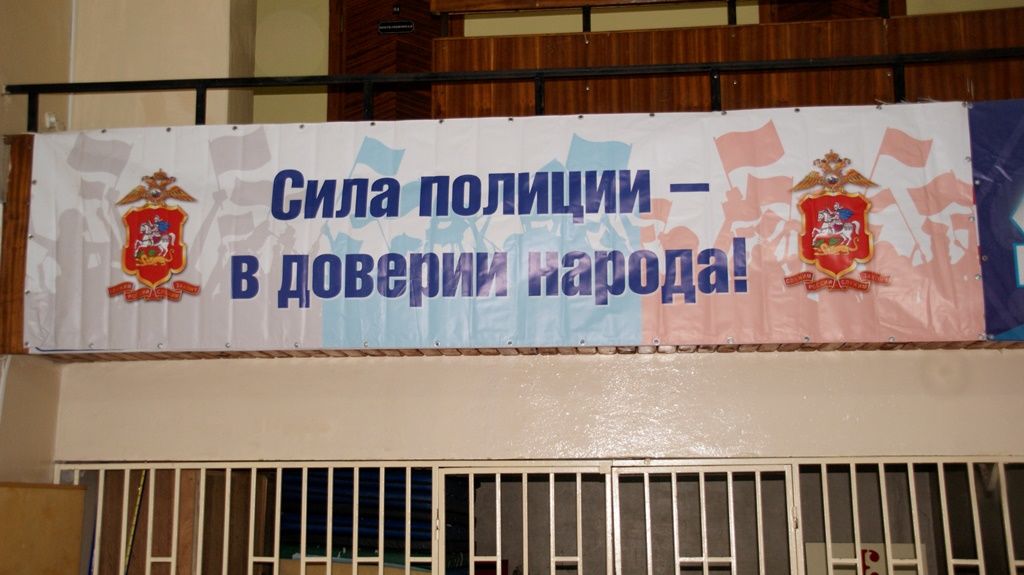 Сила полиции –
в доверии народа!